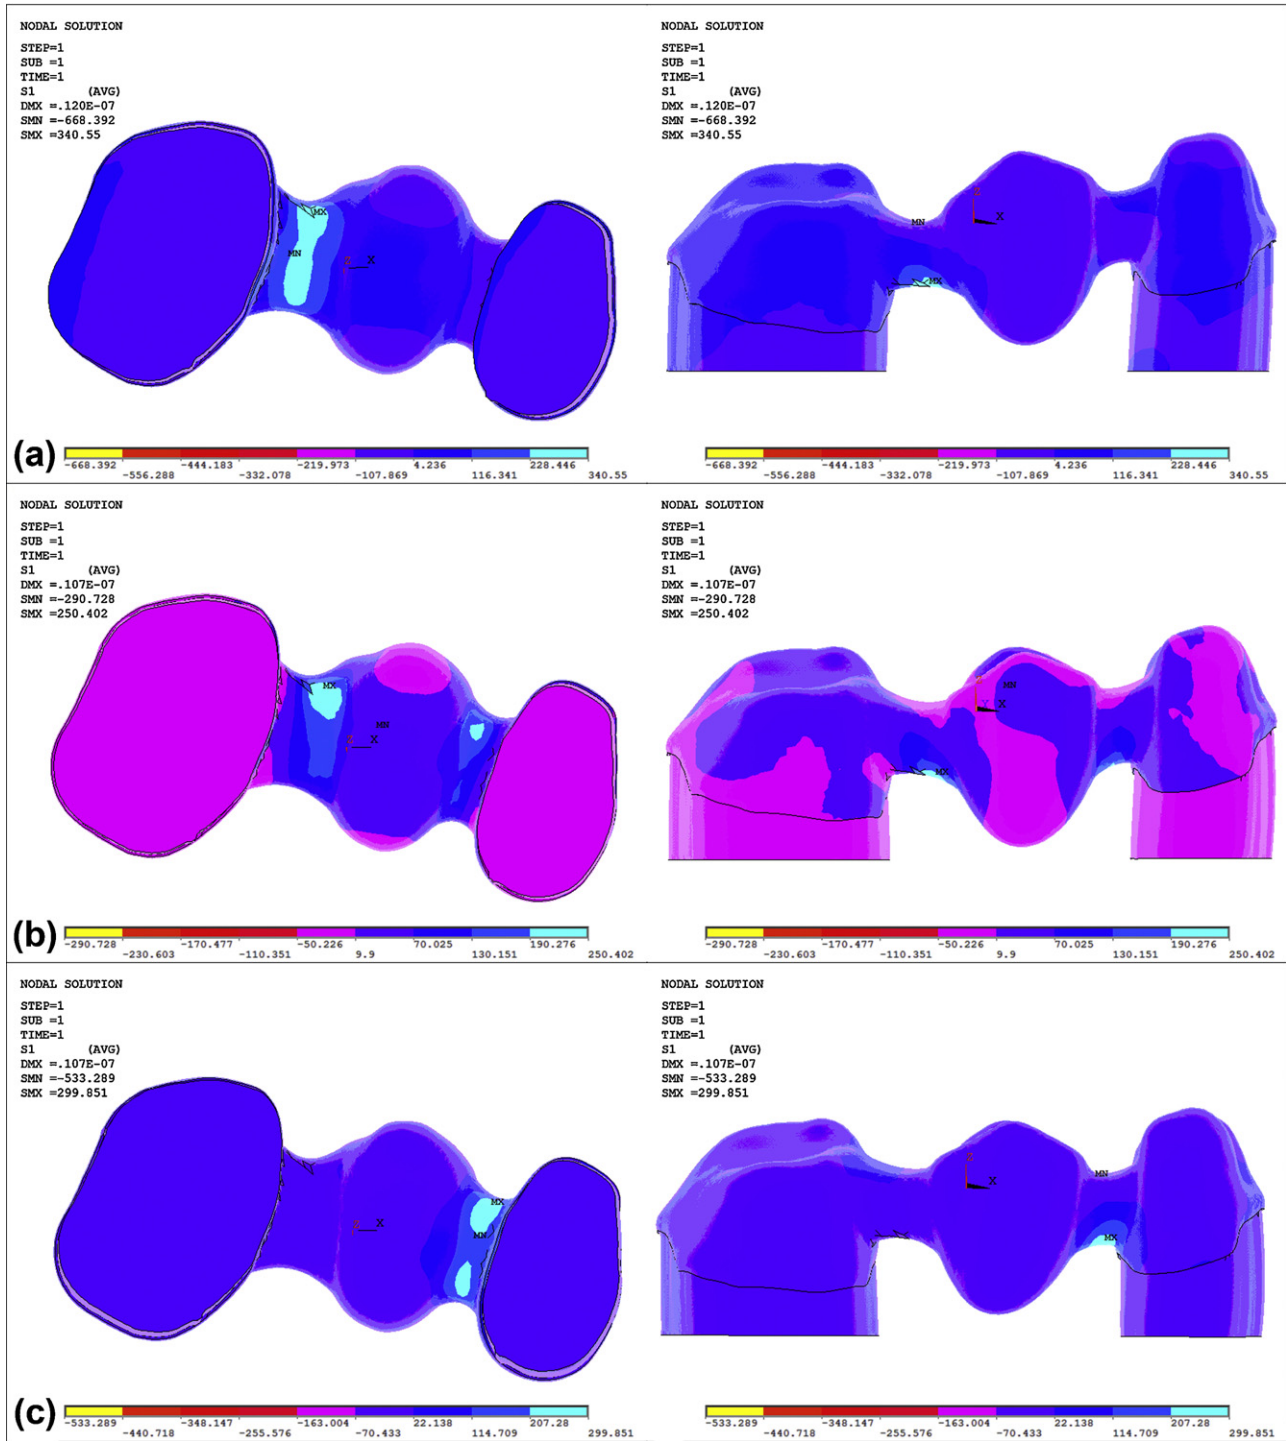 NODAL SOLUTION
STEP=1
SUB =1
TIME=1
S1 (AVG)
DMX =.120E-07
SMN =-668.392
SMX =340.55
MX
MN
Z X
NODAL SOLUTION
STEP=1
SUB =1
TIME=1
S1 (AVG)
DMX =.120E-07
SMN =-668.392
SMX =340.55
MN
Z
X
MX
(a)
-668.392 -444.183 -219.973 4.236 228.446
-556.288 -332.078 -107.869 116.341 340.55
-668.392 -444.183 -219.973 4.236 228.446
-556.288 -332.078 -107.869 116.341 340.55
NODAL SOLUTION
STEP=1
SUB =1
TIME=1
S1 (AVG)
DMX =.107E-07
SMN =-290.728
SMX =250.402
MX
MN
Z X
NODAL SOLUTION
STEP=1
SUB =1
TIME=1
S1 (AVG)
DMX =.107E-07
SMN =-290.728
SMX =250.402
MN
Y X
MX
(b)
-290.728 -170.477 -50.226 70.025 190.276
-230.603 -110.351 9.9 130.151 250.402
-290.728 -170.477 -50.226 70.025 190.276
-230.603 -110.351 9.9 130.151 250.402
NODAL SOLUTION
STEP=1
SUB =1
TIME=1
S1 (AVG)
DMX =.107E-07
SMN =-533.289
SMX =299.851
MX
Z X
MN
NODAL SOLUTION
STEP=1
SUB =1
TIME=1
S1 (AVG)
DMX =.107E-07
SMN =-533.289
SMX =299.851
Z
MN
X
MX
(c)
-533.289 -348.147 -163.004 22.138 207.28
-440.718 -255.576 -70.433 114.709 299.851
-533.289 -348.147 -163.004 22.138 207.28
-440.718 -255.576 -70.433 114.709 299.851